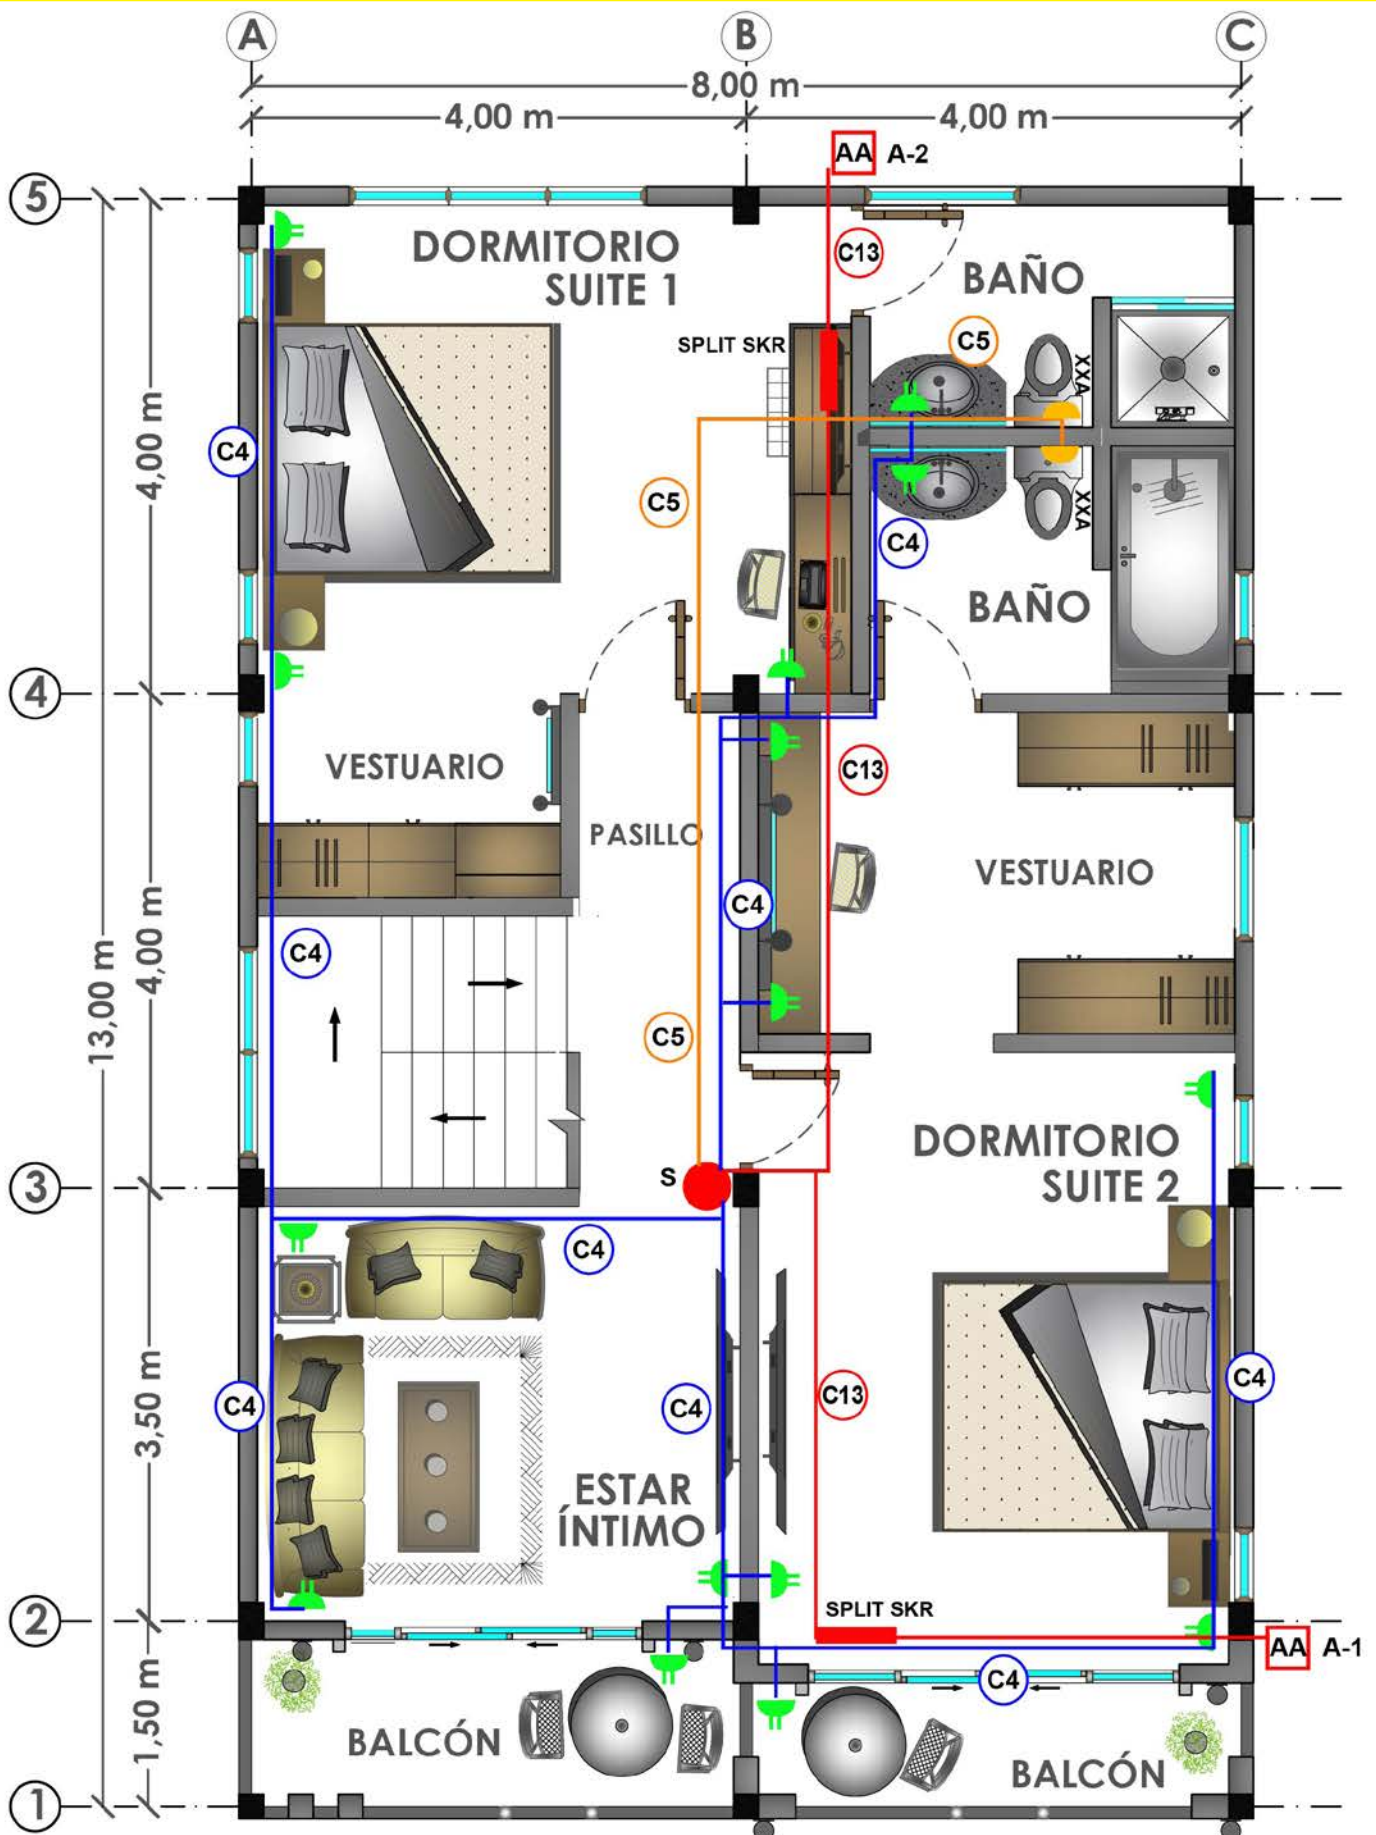 A
B
C
8,00 m
4,00 m
4,00 m
AA A-2
5
DORMITORIO
SUITE 1
C13
BAÑO
SPLIT SKR
C5
XXA
4,00 m
C4
C5
XXA
C4
BAÑO
4
VESTUARIO
C13
PASILLO
VESTUARIO
C4
4,00 m
C4
13,00 m
C5
DORMITORIO
SUITE 2
3
S
C4
3,50 m
C4
C4
C13
C4
ESTAR
ÍNTIMO
2
SPLIT SKR
AA A-1
C4
1,50 m
BALCÓN
BALCÓN
1